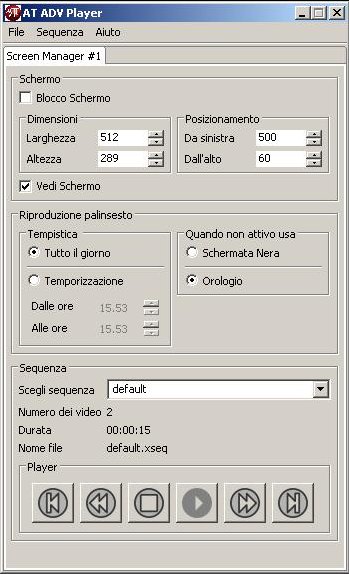 AT ADV Player
File Sequenza Aiuto
Screen Manager #1
Schermo
Blocco Schermo
Dimensioni
Larghezza 512
Altezza 289
Posizionamento
Da sinistra 500
Dall'alto 60
Vedi Schermo
Riproduzione palinsesto
Tempistica
Tutto il giorno
Temporizzazione
Dalle ore 15.53
Alle ore 15.53
Quando non attivo usa
Schermata Nera
Orologio
Sequenza
Scegli sequenza default
Numero dei video 2
Durata 00:00:15
Nome file default.xseq
Player